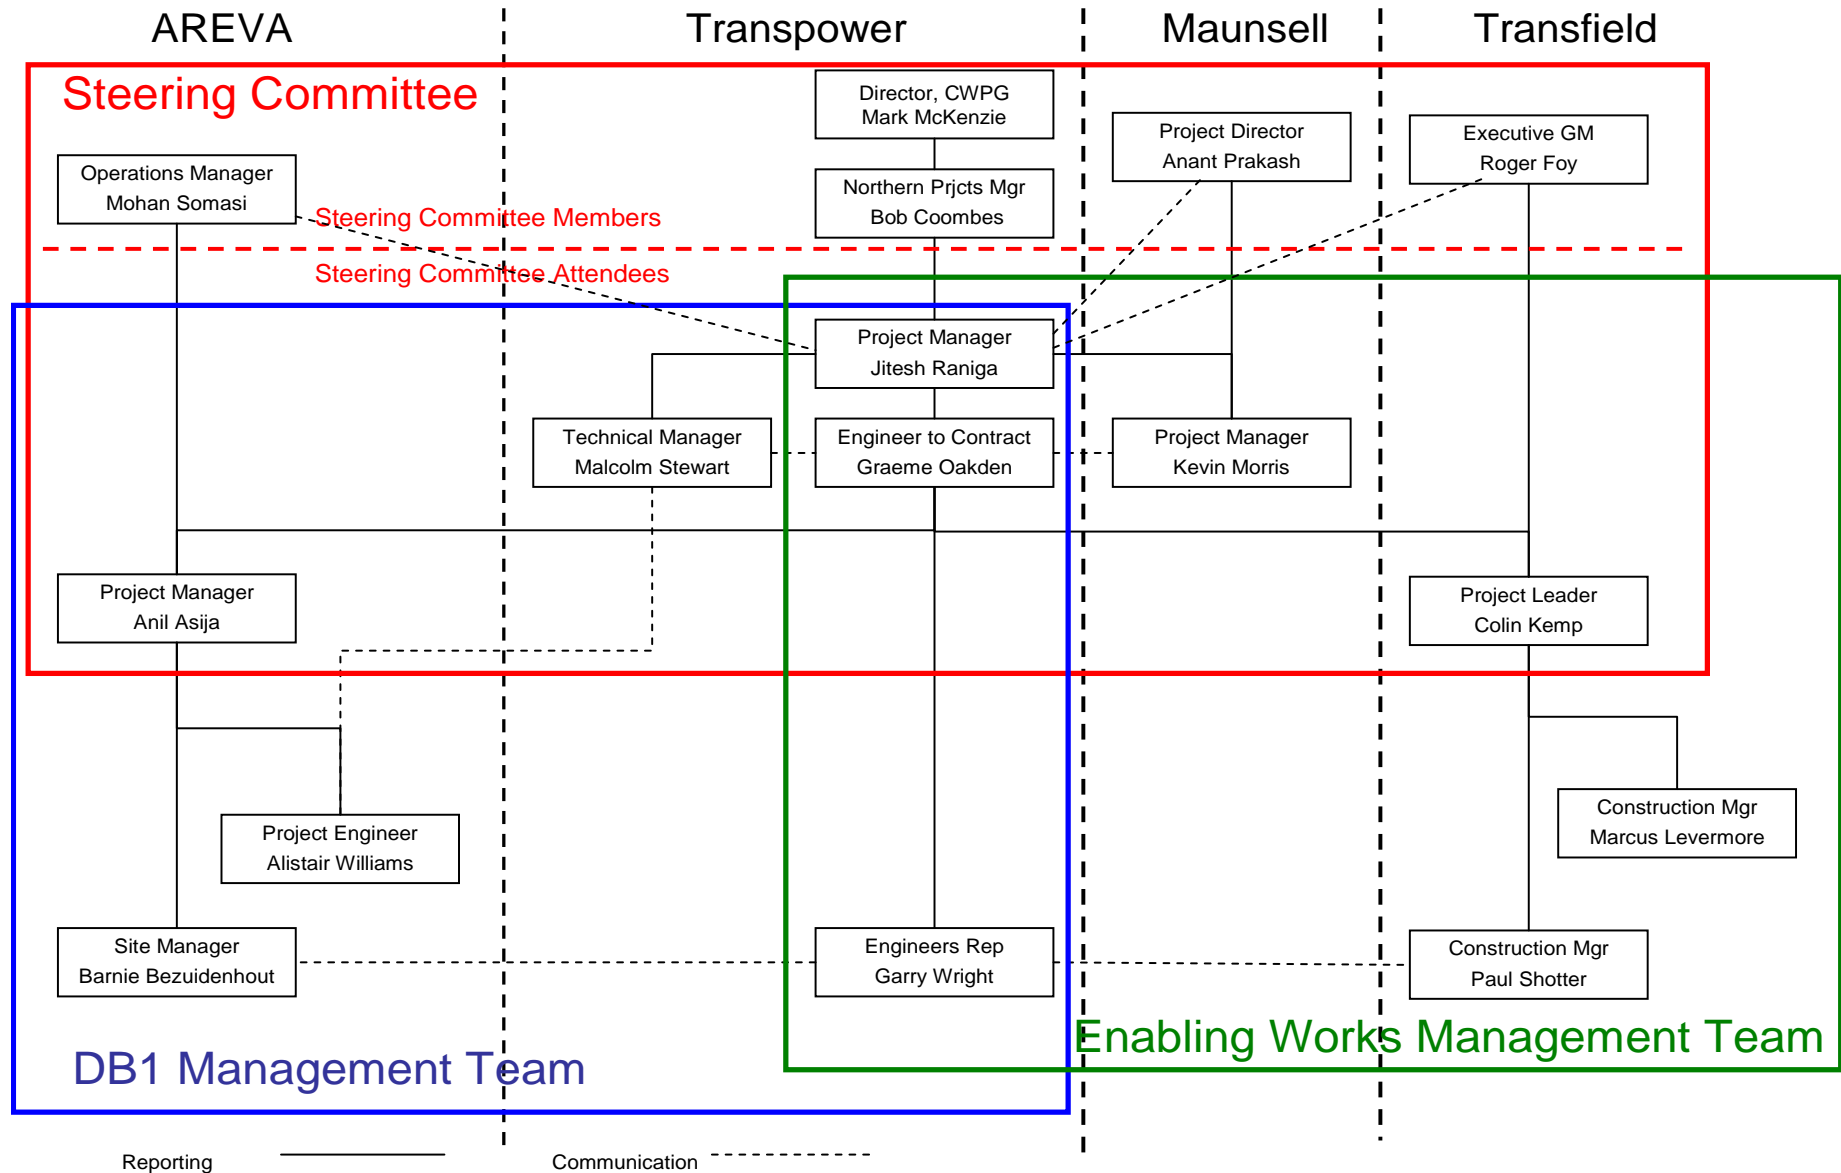 AREVA
Transpower
Maunsell
Transfield
Steering Committee
Director, CWPG
Mark McKenzie
Project Director
Anant Prakash
Executive GM
Roger Foy
Operations Manager
Mohan Somasi
Northern Prjcts Mgr
Bob Coombes
Steering Committee Members
Steering Committee Attendees
Project Manager
Jitesh Raniga
Technical Manager
Malcolm Stewart
Engineer to Contract
Graeme Oakden
Project Manager
Kevin Morris
Project Manager
Anil Asija
Project Leader
Colin Kemp
Project Engineer
Alistair Williams
Construction Mgr
Marcus Levermore
Site Manager
Barnie Bezuidenhout
Engineers Rep
Garry Wright
Construction Mgr
Paul Shotter
Enabling Works Management Team
DB1 Management Team
Reporting
Communication